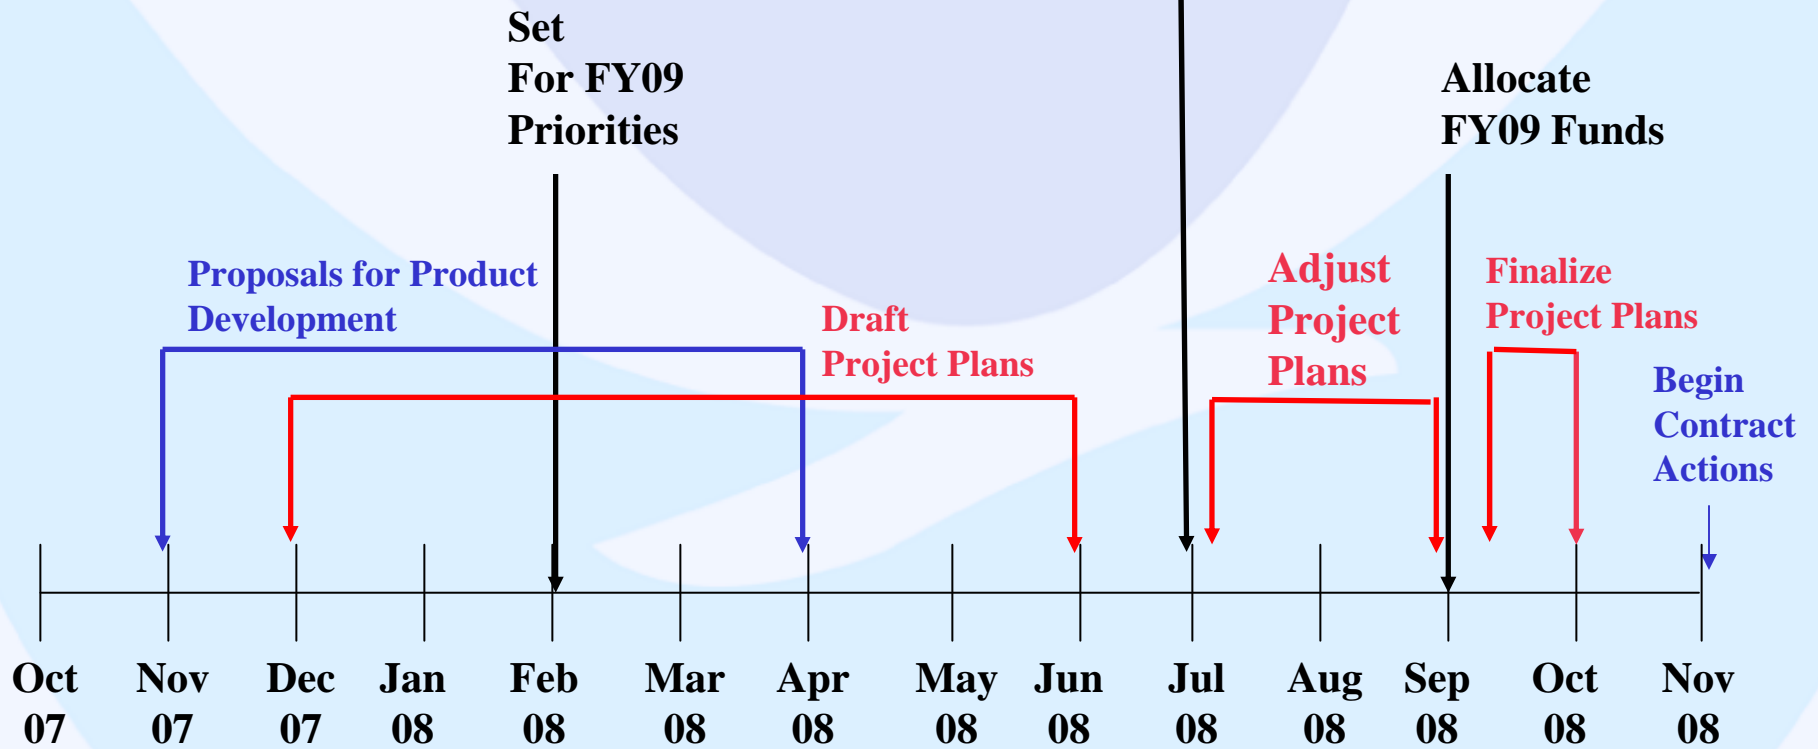 Set
For FY09
Priorities
Allocate
FY09 Funds
Proposals for Product
Development
Draft
Project Plans
Adjust
Project
Plans
Finalize
Project Plans
Begin
Contract
Actions
Oct Nov Dec Jan Feb Mar Apr May Jun Jul Aug Sep Oct Nov
07 07 07 08 08 08 08 08 08 08 08 08 08 08